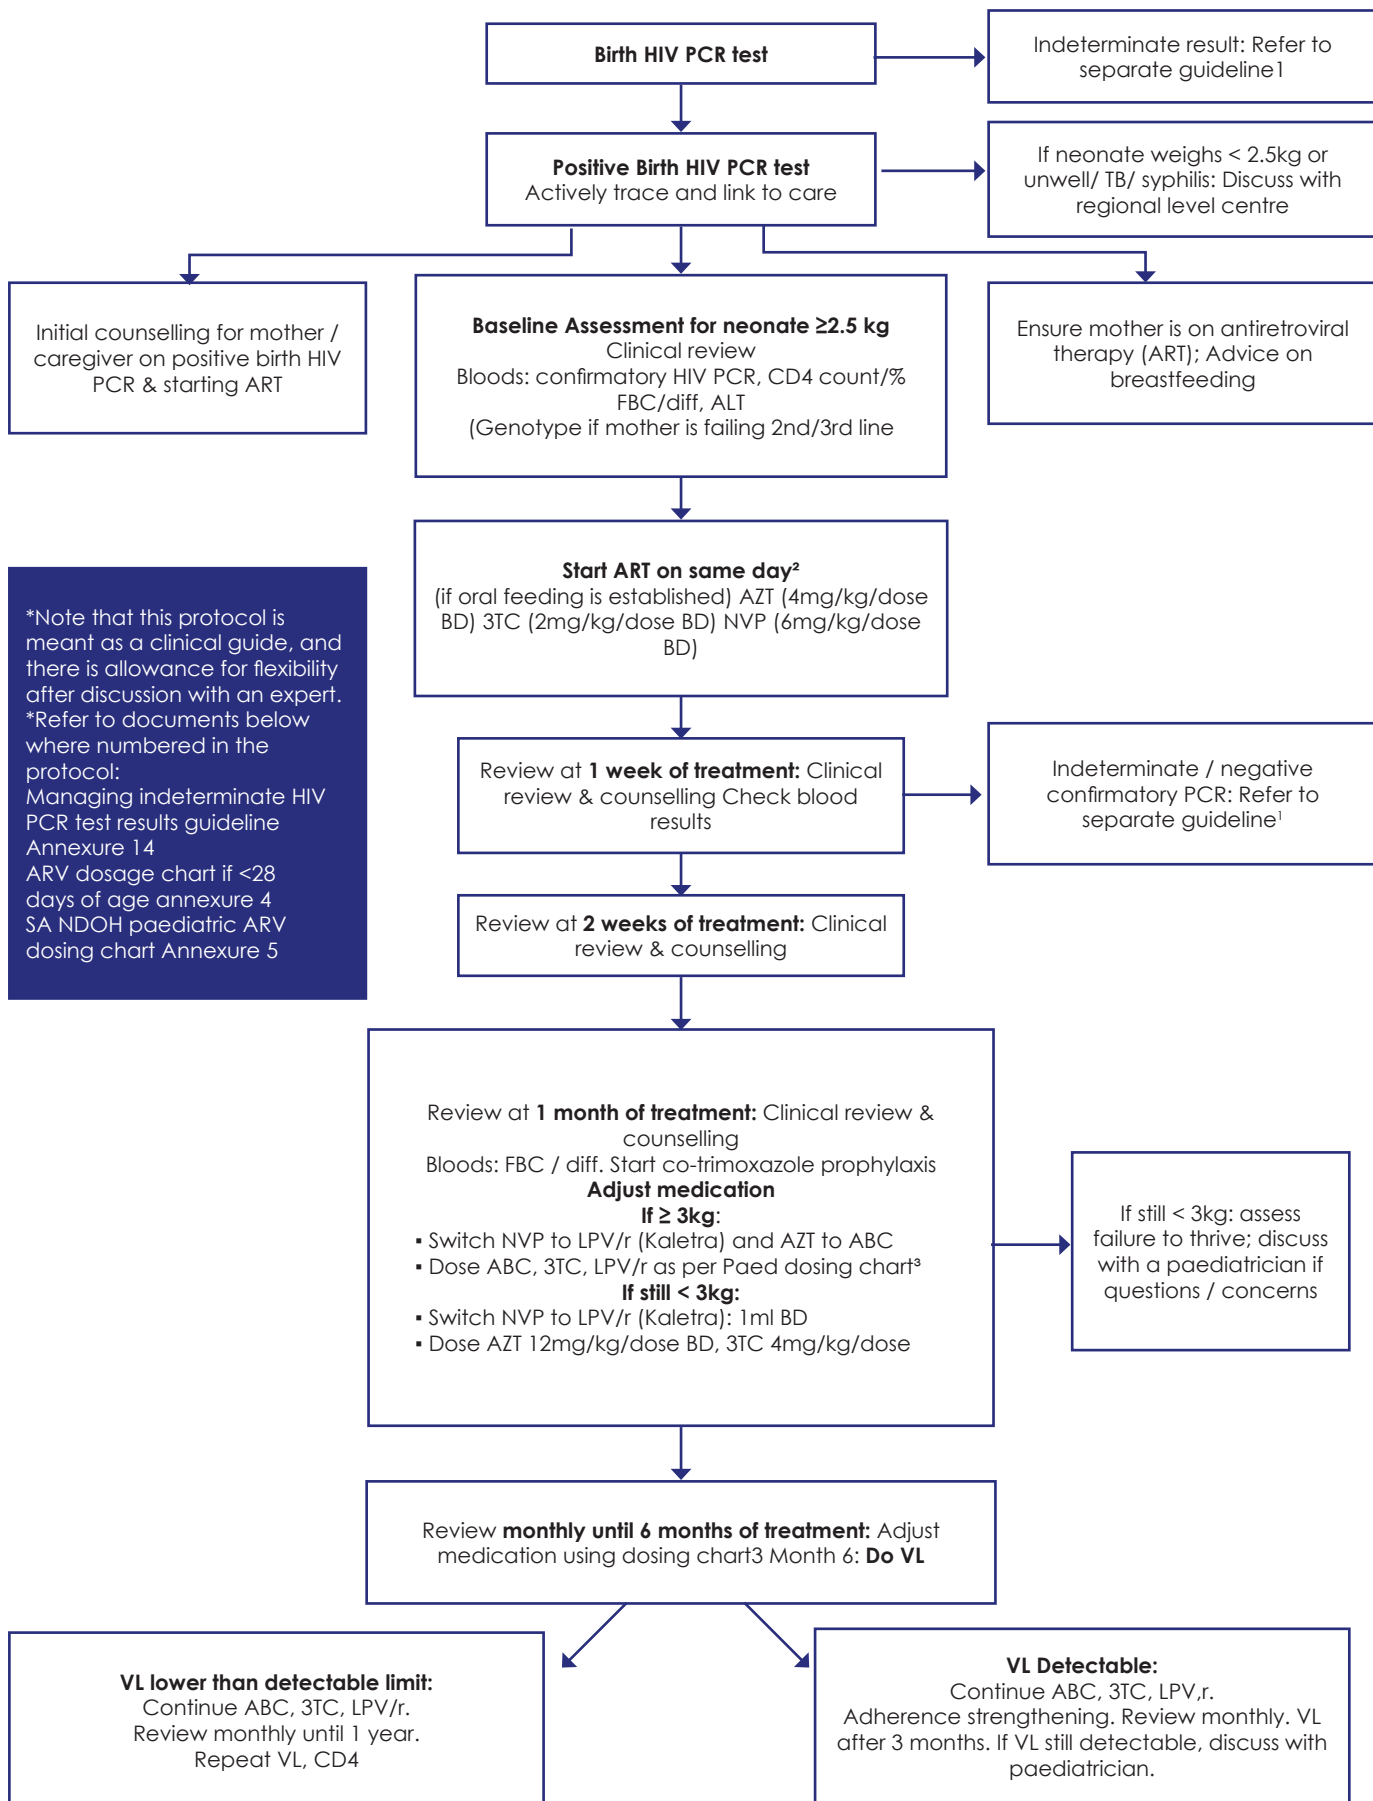 Birth HIV PCR test
Indeterminate result: Refer to
separate guideline1
Positive Birth HIV PCR test
Actively trace and link to care
If neonate weighs < 2.5kg or
unwell/ TB/ syphilis: Discuss with
regional level centre
Initial counselling for mother /
caregiver on positive birth HIV
PCR & starting ART
Baseline Assessment for neonate ≥2.5 kg
Clinical review
Bloods: confirmatory HIV PCR, CD4 count/%
FBC/diff, ALT
(Genotype if mother is failing 2nd/3rd line
Ensure mother is on antiretroviral
therapy (ART); Advice on
breastfeeding
Start ART on same day²
(if oral feeding is established) AZT (4mg/kg/dose
BD) 3TC (2mg/kg/dose BD) NVP (6mg/kg/dose
BD)
*Note that this protocol is
meant as a clinical guide, and
there is allowance for flexibility
after discussion with an expert.
*Refer to documents below
where numbered in the
protocol:
Managing indeterminate HIV
PCR test results guideline
Annexure 14
ARV dosage chart if <28
days of age annexure 4
SA NDOH paediatric ARV
dosing chart Annexure 5
Review at 1 week of treatment: Clinical
review & counselling Check blood
results
Indeterminate / negative
confirmatory PCR: Refer to
separate guideline¹
Review at 2 weeks of treatment: Clinical
review & counselling
Review at 1 month of treatment: Clinical review &
counselling
Bloods: FBC / diff. Start co-trimoxazole prophylaxis
Adjust medication
If ≥ 3kg:
▪ Switch NVP to LPV/r (Kaletra) and AZT to ABC
▪ Dose ABC, 3TC, LPV/r as per Paed dosing chart³
If still < 3kg:
▪ Switch NVP to LPV/r (Kaletra): 1ml BD
▪ Dose AZT 12mg/kg/dose BD, 3TC 4mg/kg/dose
If still < 3kg: assess
failure to thrive; discuss
with a paediatrician if
questions / concerns
Review monthly until 6 months of treatment: Adjust
medication using dosing chart3 Month 6: Do VL
VL lower than detectable limit:
Continue ABC, 3TC, LPV/r.
Review monthly until 1 year.
Repeat VL, CD4
VL Detectable:
Continue ABC, 3TC, LPV,r.
Adherence strengthening. Review monthly. VL
after 3 months. If VL still detectable, discuss with
paediatrician.